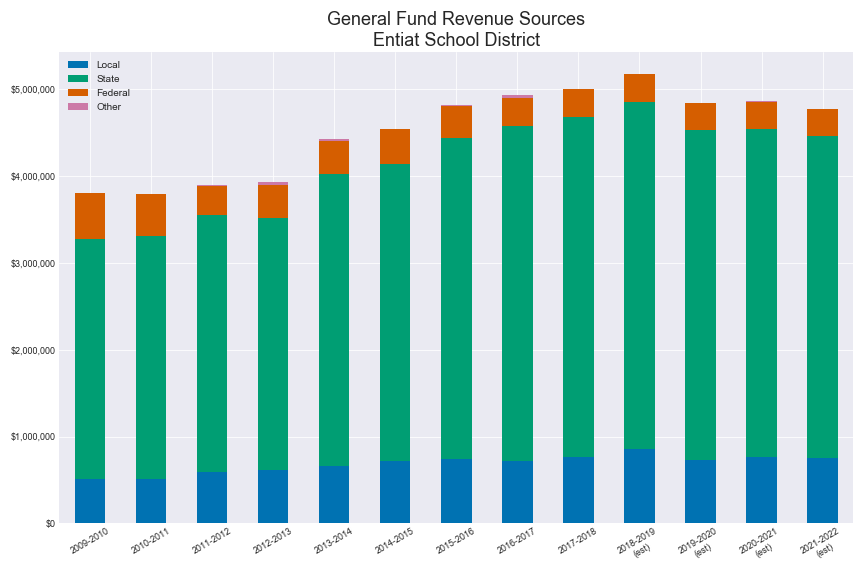 General Fund Revenue Sources
Entiat School District
Local
State
Federal
Other
$5,000,000
$4,000,000
$3,000,000
$2,000,000
$1,000,000
$0
2009-2010
2010-2011
2011-2012
2012-2013
2013-2014
2014-2015
2015-2016
2016-2017
2017-2018
2018-2019
(est)
2019-2020
(est)
2020-2021
(est)
2021-2022
(est)